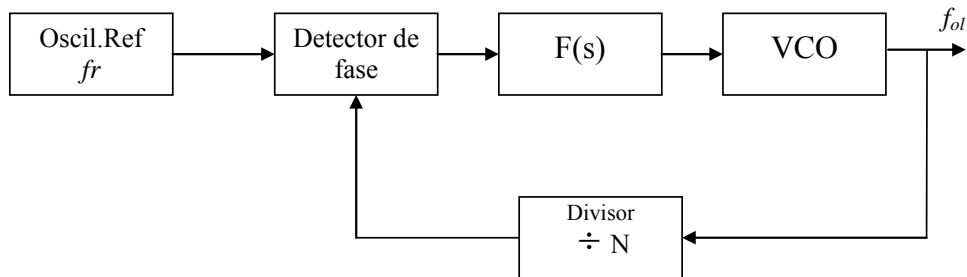 Oscil.Ref
fr
Detector de
fase
F(s)
VCO
fol
Divisor
÷ N